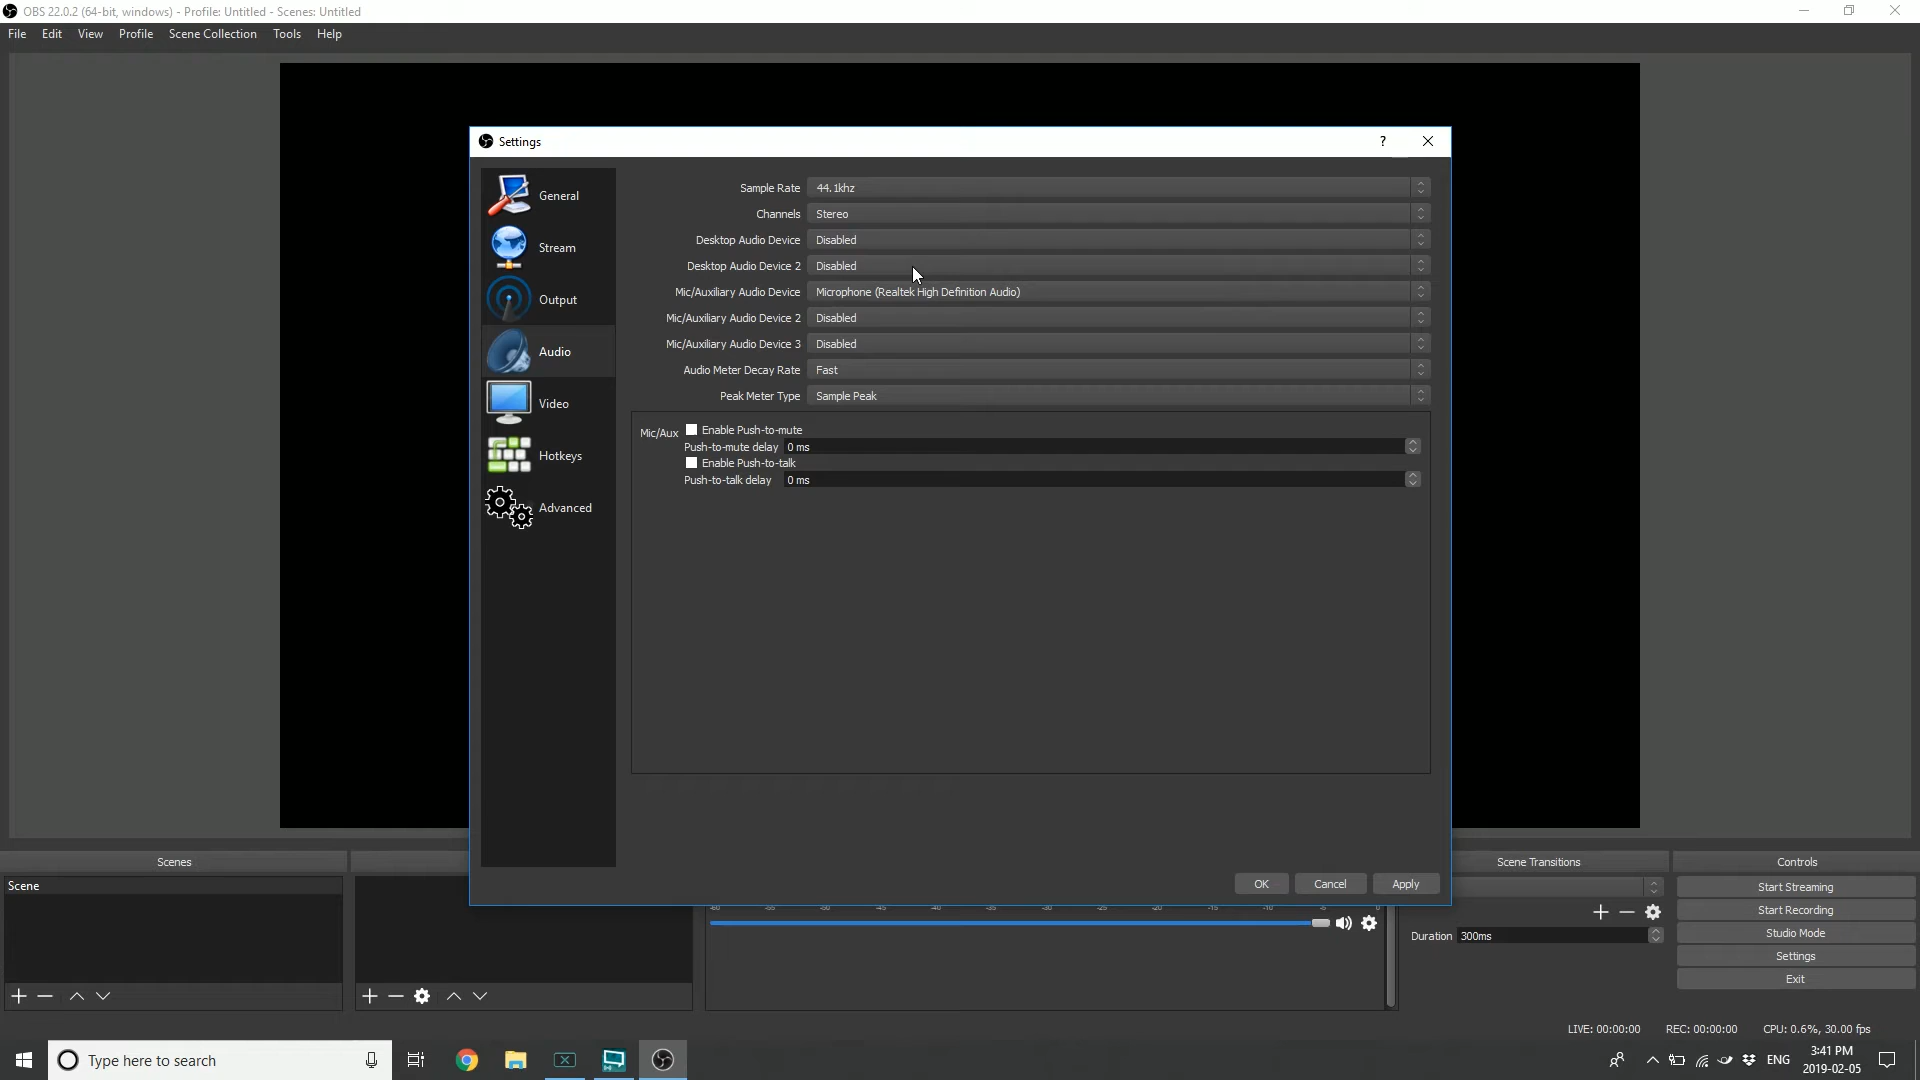 OBS 22.0.2 (64-bit, windows) - Profile: Untitled - Scenes: Untitled
File Edit View Profile Scene Collection Tools Help
Settings
?
General
Stream
Output
Audio
Video
Hotkeys
Advanced
Sample Rate 44.1khz
Channels Stereo
Desktop Audio Device Disabled
Desktop Audio Device 2 Disabled
Mic/Auxiliary Audio Device Microphone (Realtek High Definition Audio)
Mic/Auxiliary Audio Device 2 Disabled
Mic/Auxiliary Audio Device 3 Disabled
Audio Meter Decay Rate Fast
Peak Meter Type Sample Peak
Mic/Aux Enable Push-to-mute
Push-to-mute delay 0 ms
Enable Push-to-talk
Push-to-talk delay 0 ms
OK Cancel Apply
Scenes
Scene
Scene Transitions
Duration 300ms
Controls
Start Streaming
Start Recording
Studio Mode
Settings
Exit
LIVE: 00:00:00 REC: 00:00:00 CPU: 0.6%, 30.00 fps
Type here to search
ENG
3:41 PM
2019-02-05